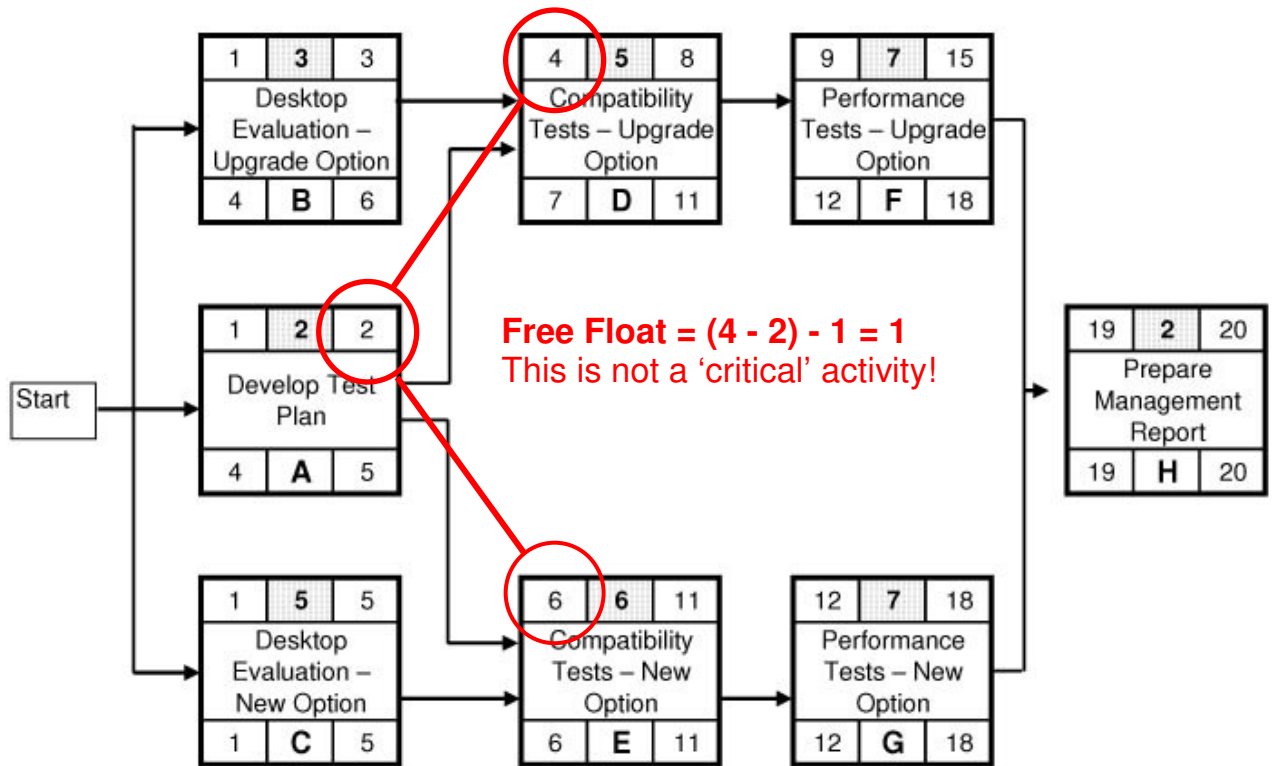 1 3 3
Desktop
Evaluation –
Upgrade Option
4 B 6
4 5 8
Compatibility
Tests – Upgrade
Option
7 D 11
9 7 15
Performance
Tests – Upgrade
Option
12 F 18
Start
1 2 2
Develop Test
Plan
4 A 5
Free Float = (4 - 2) - 1 = 1
This is not a ‘critical’ activity!
19 2 20
Prepare
Management
Report
19 H 20
1 5 5
Desktop
Evaluation –
New Option
1 C 5
6 6 11
Compatibility
Tests – New
Option
6 E 11
12 7 18
Performance
Tests – New
Option
12 G 18